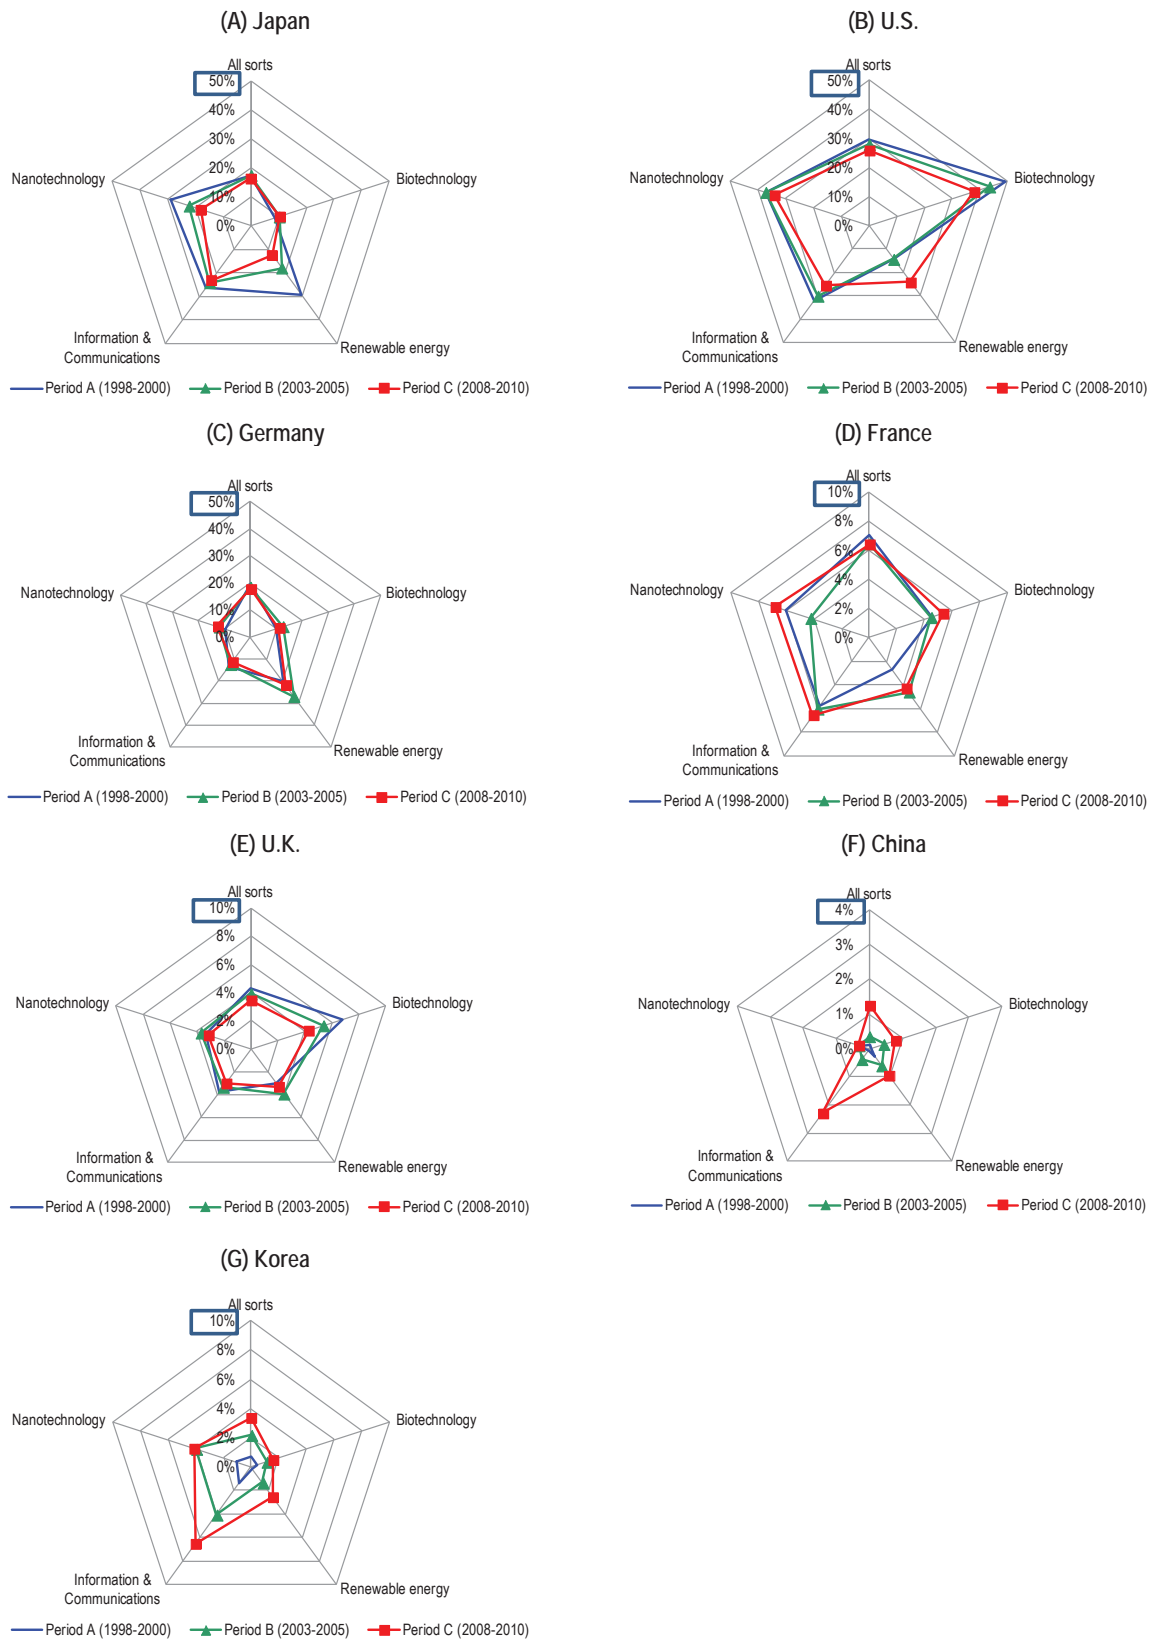 (A) Japan
All sorts
50%
40%
30%
20%
10%
0%
Nanotechnology
Biotechnology
Information &
Communications
Renewable energy
Period A (1998-2000)
Period B (2003-2005)
Period C (2008-2010)
(B) U.S.
All sorts
50%
40%
30%
20%
10%
0%
Nanotechnology
Biotechnology
Information &
Communications
Renewable energy
Period A (1998-2000)
Period B (2003-2005)
Period C (2008-2010)
(C) Germany
All sorts
50%
40%
30%
20%
10%
0%
Nanotechnology
Biotechnology
Information &
Communications
Renewable energy
Period A (1998-2000)
Period B (2003-2005)
Period C (2008-2010)
(D) France
All sorts
10%
8%
6%
4%
2%
0%
Nanotechnology
Biotechnology
Information &
Communications
Renewable energy
Period A (1998-2000)
Period B (2003-2005)
Period C (2008-2010)
(E) U.K.
All sorts
10%
8%
6%
4%
2%
0%
Nanotechnology
Biotechnology
Information &
Communications
Renewable energy
Period A (1998-2000)
Period B (2003-2005)
Period C (2008-2010)
(F) China
All sorts
4%
3%
2%
1%
0%
Nanotechnology
Biotechnology
Information &
Communications
Renewable energy
Period A (1998-2000)
Period B (2003-2005)
Period C (2008-2010)
(G) Korea
All sorts
10%
8%
6%
4%
2%
0%
Nanotechnology
Biotechnology
Information &
Communications
Renewable energy
Period A (1998-2000)
Period B (2003-2005)
Period C (2008-2010)